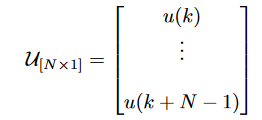 u(k)
⋮
𝒰[N×1] =
u(k + N − 1)